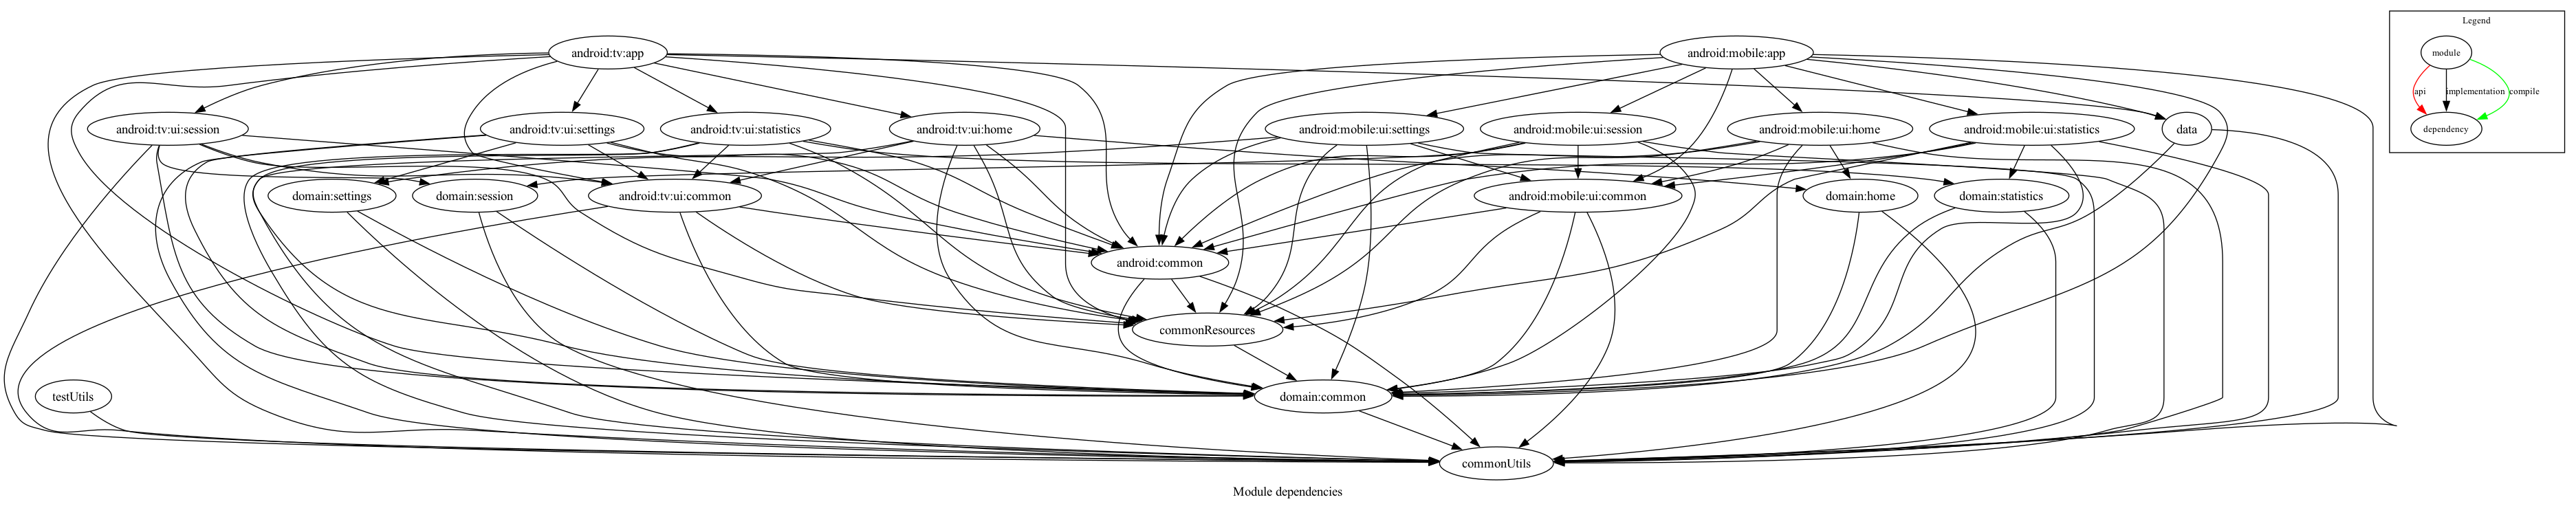 Legend
android:tv:app
android:mobile:app
module
api
implementation
compile
android:tv:ui:session
android:tv:ui:settings
android:tv:ui:statistics
android:tv:ui:home
android:mobile:ui:settings
android:mobile:ui:session
android:mobile:ui:home
android:mobile:ui:statistics
data
dependency
domain:settings
domain:session
android:tv:ui:common
android:mobile:ui:common
domain:home
domain:statistics
android:common
commonResources
testUtils
domain:common
commonUtils
Module dependencies